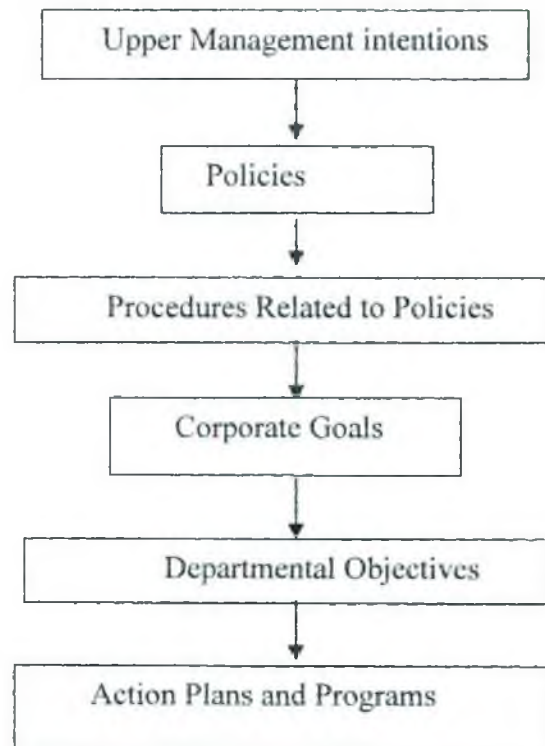 Upper Management intentions
Policies
Procedures Related to Policies
Corporate Goals
Departmental Objectives
Action Plans and Programs